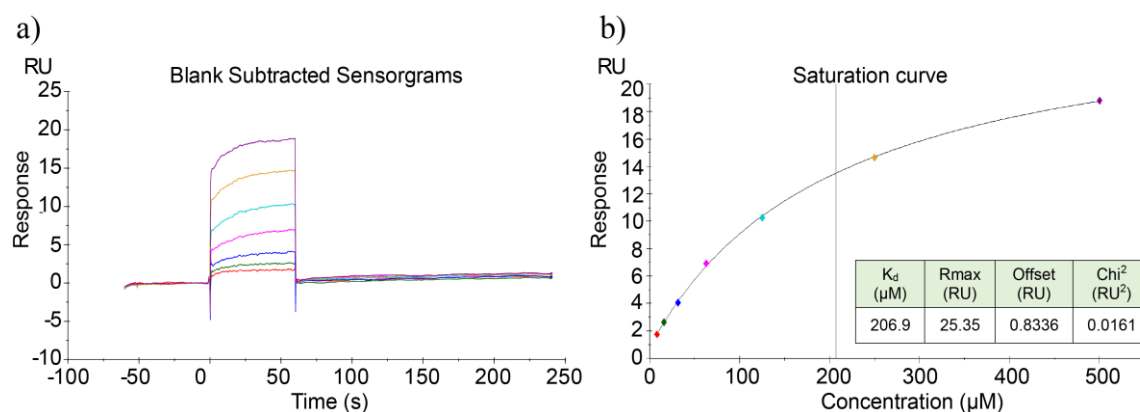 a)
RU
Blank Subtracted Sensorgrams
25
20
15
10
5
0
-5
-10
Response
-100 -50 0 50 100 150 200 250
Time (s)
b)
RU
Saturation curve
20
18
16
14
12
10
8
6
4
2
0
Response
0 100 200 300 400 500
Concentration (µM)
Kd Rmax Offset Chi²
(µM) (RU) (RU) (RU²)
206.9 25.35 0.8336 0.0161